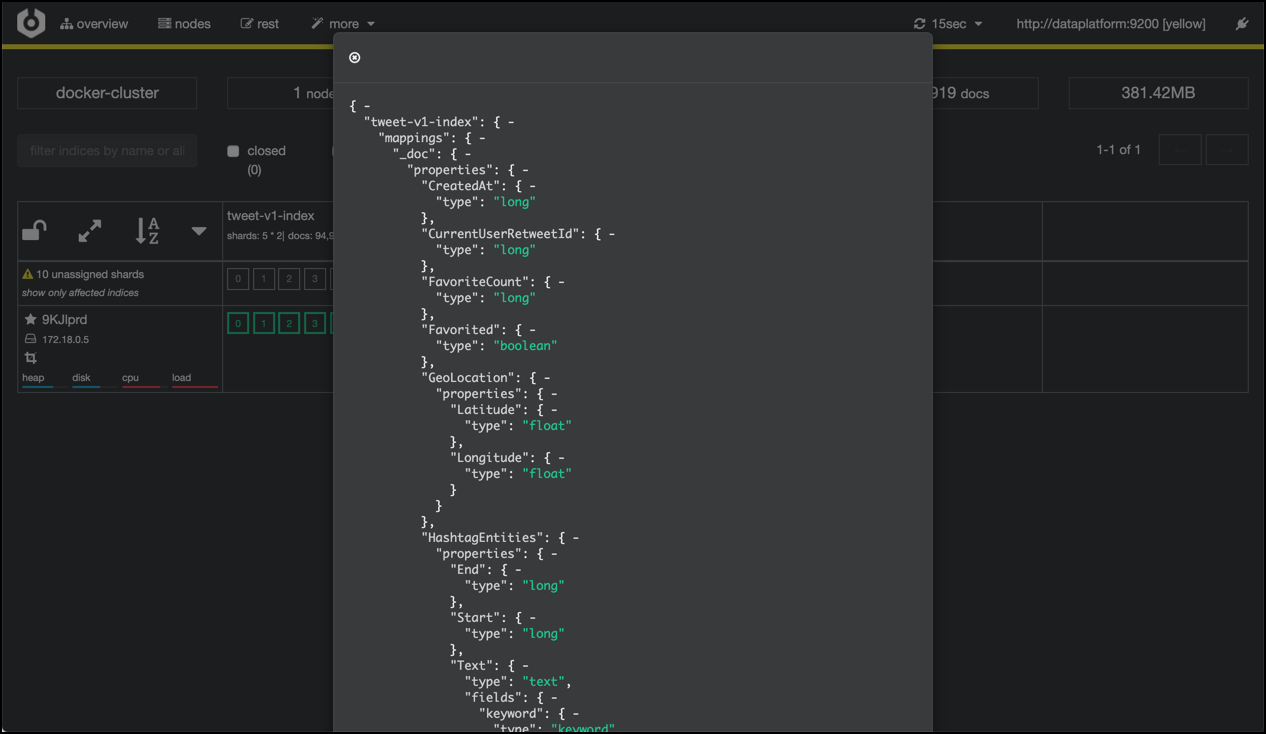 overview nodes rest more 15sec http://dataplatform:9200 [yellow]
docker-cluster 1 node 919 docs 381.42MB
filter indices by name or ali closed (0) 1-1 of 1
tweet-v1-index
shards: 5 * 2| docs: 94,9
10 unassigned shards
show only affected indices
0 1 2 3
9KJlprd
172.18.0.5
heap disk cpu load
0 1 2 3
{ -
"tweet-v1-index": { -
"mappings": { -
"_doc": { -
"properties": { -
"CreatedAt": { -
"type": "long"
},
"CurrentUserRetweetId": { -
"type": "long"
},
"FavoriteCount": { -
"type": "long"
},
"Favorited": { -
"type": "boolean"
},
"GeoLocation": { -
"properties": { -
"Latitude": { -
"type": "float"
},
"Longitude": { -
"type": "float"
}
}
},
"HashtagEntities": { -
"properties": { -
"End": { -
"type": "long"
},
"Start": { -
"type": "long"
},
"Text": { -
"type": "text",
"fields": { -
"keyword": { -
"type": "keyword"